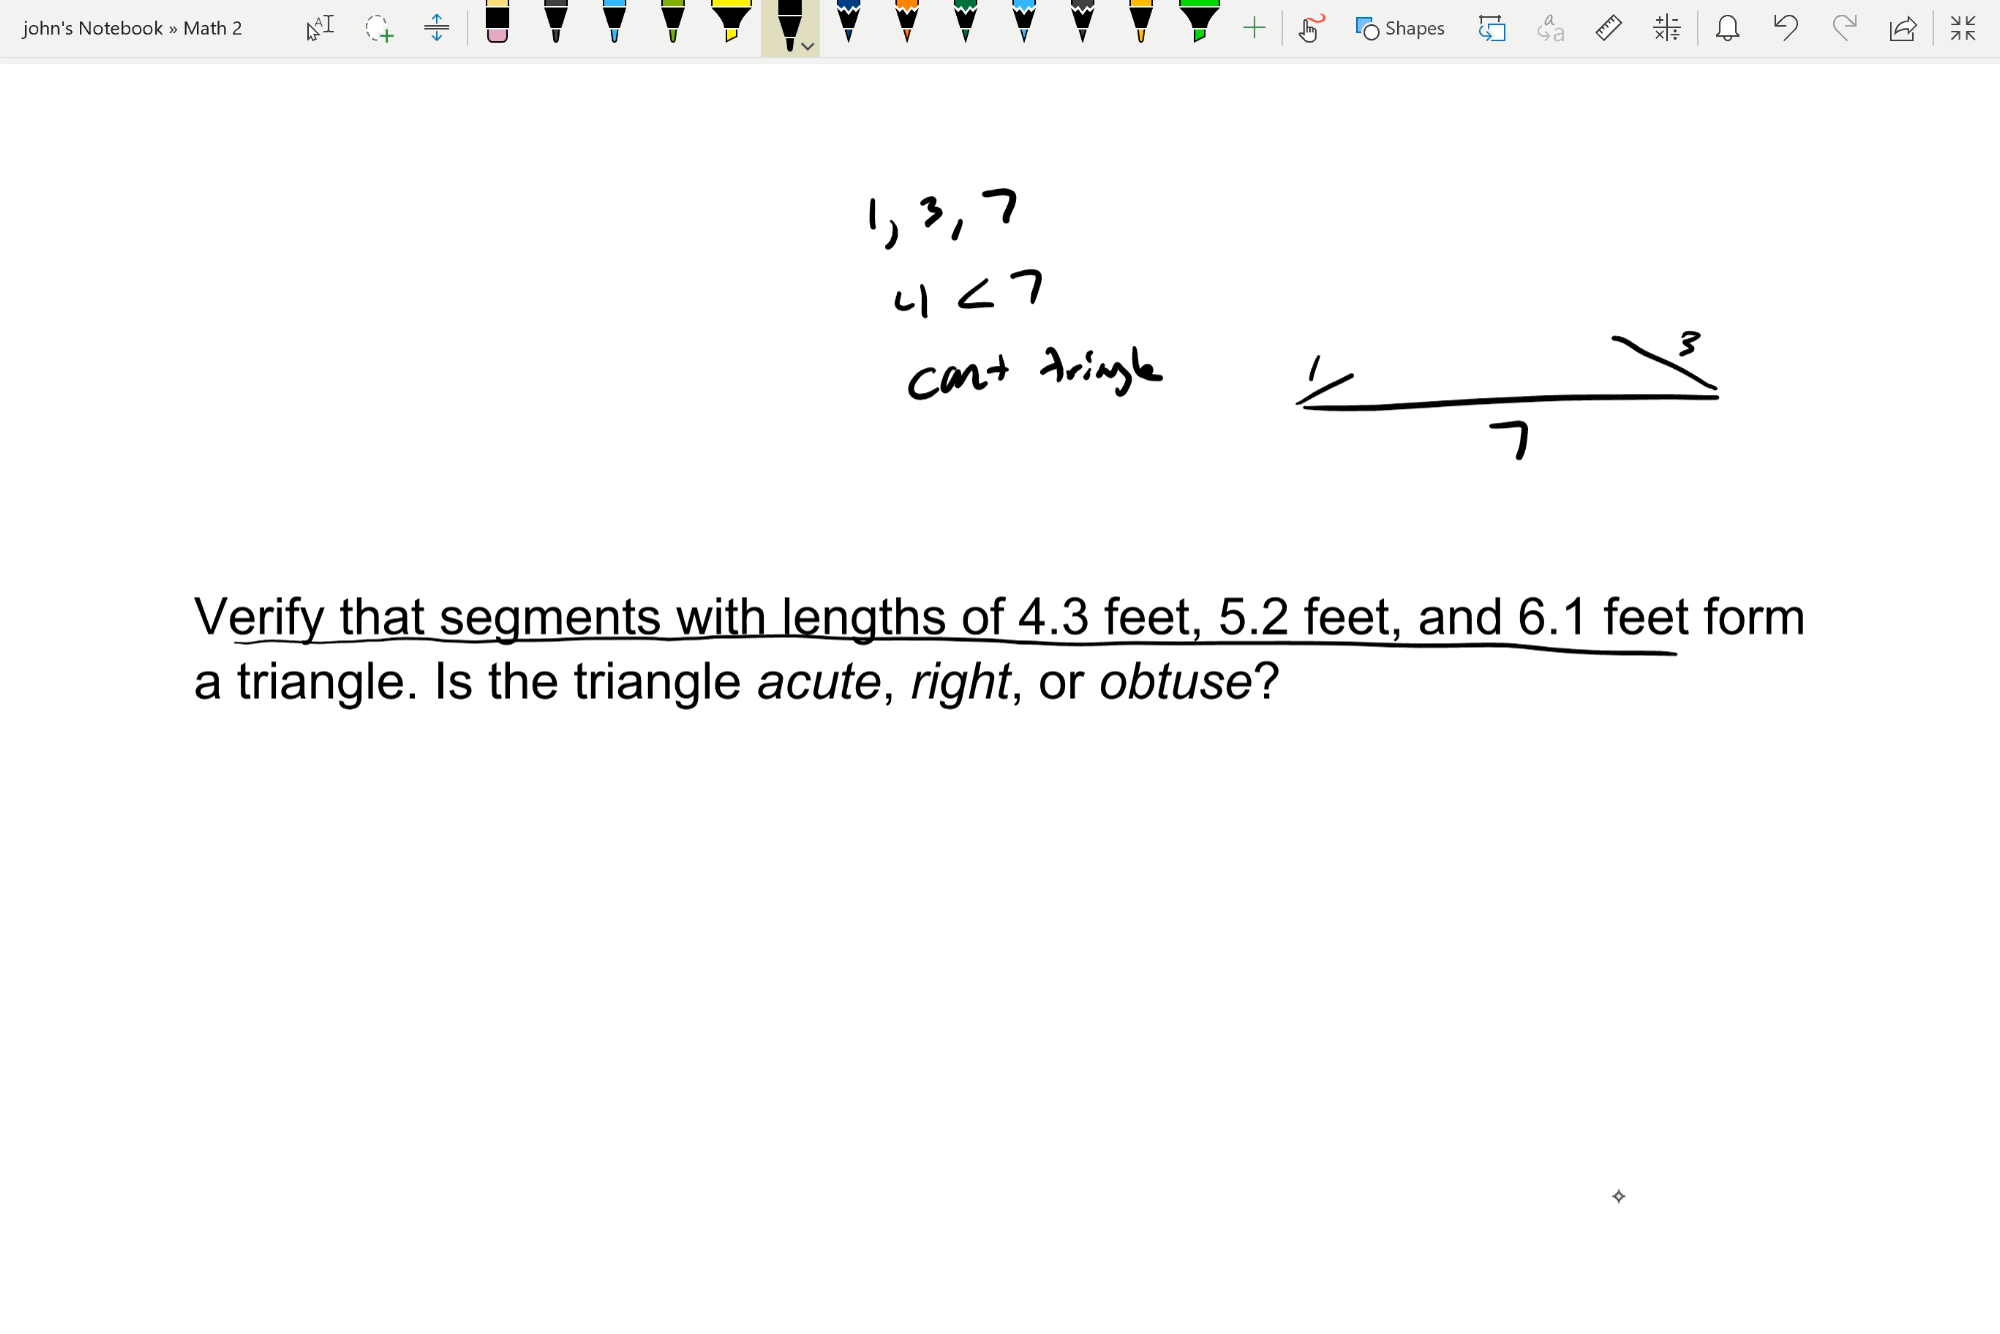 john's Notebook » Math 2
Shapes
1, 3, 7
4 < 7
can't triangle
1
3
7
Verify that segments with lengths of 4.3 feet, 5.2 feet, and 6.1 feet form
a triangle. Is the triangle acute, right, or obtuse?